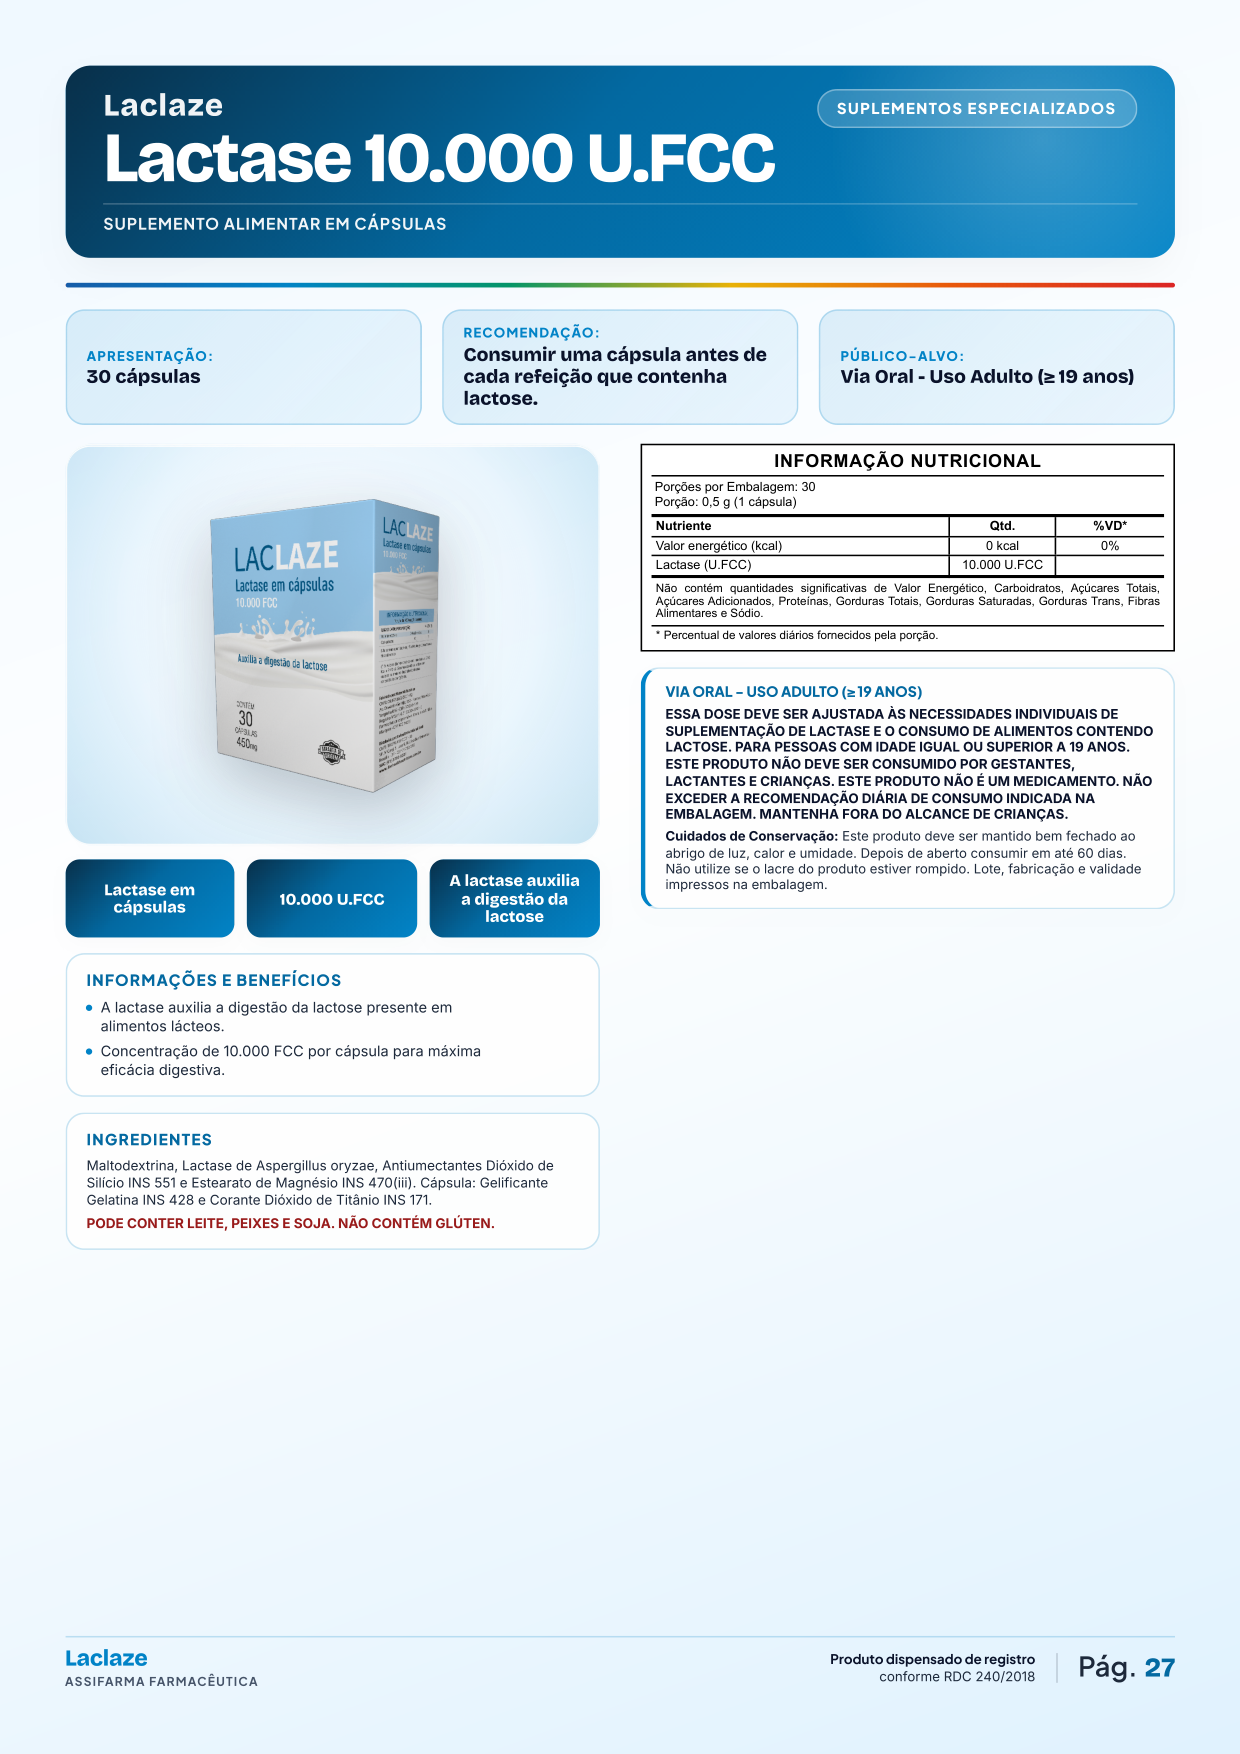 Laclaze
SUPLEMENTOS ESPECIALIZADOS
Lactase 10.000 U.FCC
SUPLEMENTO ALIMENTAR EM CÁPSULAS
APRESENTAÇÃO:
30 cápsulas
RECOMENDAÇÃO:
Consumir uma cápsula antes de
cada refeição que contenha
lactose.
PÚBLICO-ALVO:
Via Oral - Uso Adulto (≥ 19 anos)
LACLAZE
Lactase em cápsulas
10.000 FCC
Auxilia a digestão da lactose
CONTÉM
30
CÁPSULAS
450mg
LACLAZE
Lactase em cápsulas
10.000 FCC
Lactase em
cápsulas
10.000 U.FCC
A lactase auxilia
a digestão da
lactose
INFORMAÇÕES E BENEFÍCIOS
• A lactase auxilia a digestão da lactose presente em
alimentos lácteos.
• Concentração de 10.000 FCC por cápsula para máxima
eficácia digestiva.
INGREDIENTES
Maltodextrina, Lactase de Aspergillus oryzae, Antiumectantes Dióxido de
Silício INS 551 e Estearato de Magnésio INS 470(iii). Cápsula: Gelificante
Gelatina INS 428 e Corante Dióxido de Titânio INS 171.
PODE CONTER LEITE, PEIXES E SOJA. NÃO CONTÉM GLÚTEN.
INFORMAÇÃO NUTRICIONAL
Porções por Embalagem: 30
Porção: 0,5 g (1 cápsula)
Nutriente Qtd. %VD*
Valor energético (kcal) 0 kcal 0%
Lactase (U.FCC) 10.000 U.FCC
Não contém quantidades significativas de Valor Energético, Carboidratos, Açúcares Totais,
Açúcares Adicionados, Proteínas, Gorduras Totais, Gorduras Saturadas, Gorduras Trans, Fibras
Alimentares e Sódio.
* Percentual de valores diários fornecidos pela porção.
VIA ORAL – USO ADULTO (≥ 19 ANOS)
ESSA DOSE DEVE SER AJUSTADA ÀS NECESSIDADES INDIVIDUAIS DE
SUPLEMENTAÇÃO DE LACTASE E O CONSUMO DE ALIMENTOS CONTENDO
LACTOSE. PARA PESSOAS COM IDADE IGUAL OU SUPERIOR A 19 ANOS.
ESTE PRODUTO NÃO DEVE SER CONSUMIDO POR GESTANTES,
LACTANTES E CRIANÇAS. ESTE PRODUTO NÃO É UM MEDICAMENTO. NÃO
EXCEDER A RECOMENDAÇÃO DIÁRIA DE CONSUMO INDICADA NA
EMBALAGEM. MANTENHA FORA DO ALCANCE DE CRIANÇAS.
Cuidados de Conservação: Este produto deve ser mantido bem fechado ao
abrigo de luz, calor e umidade. Depois de aberto consumir em até 60 dias.
Não utilize se o lacre do produto estiver rompido. Lote, fabricação e validade
impressos na embalagem.
Laclaze
ASSIFARMA FARMACÊUTICA
Produto dispensado de registro
conforme RDC 240/2018
Pág. 27